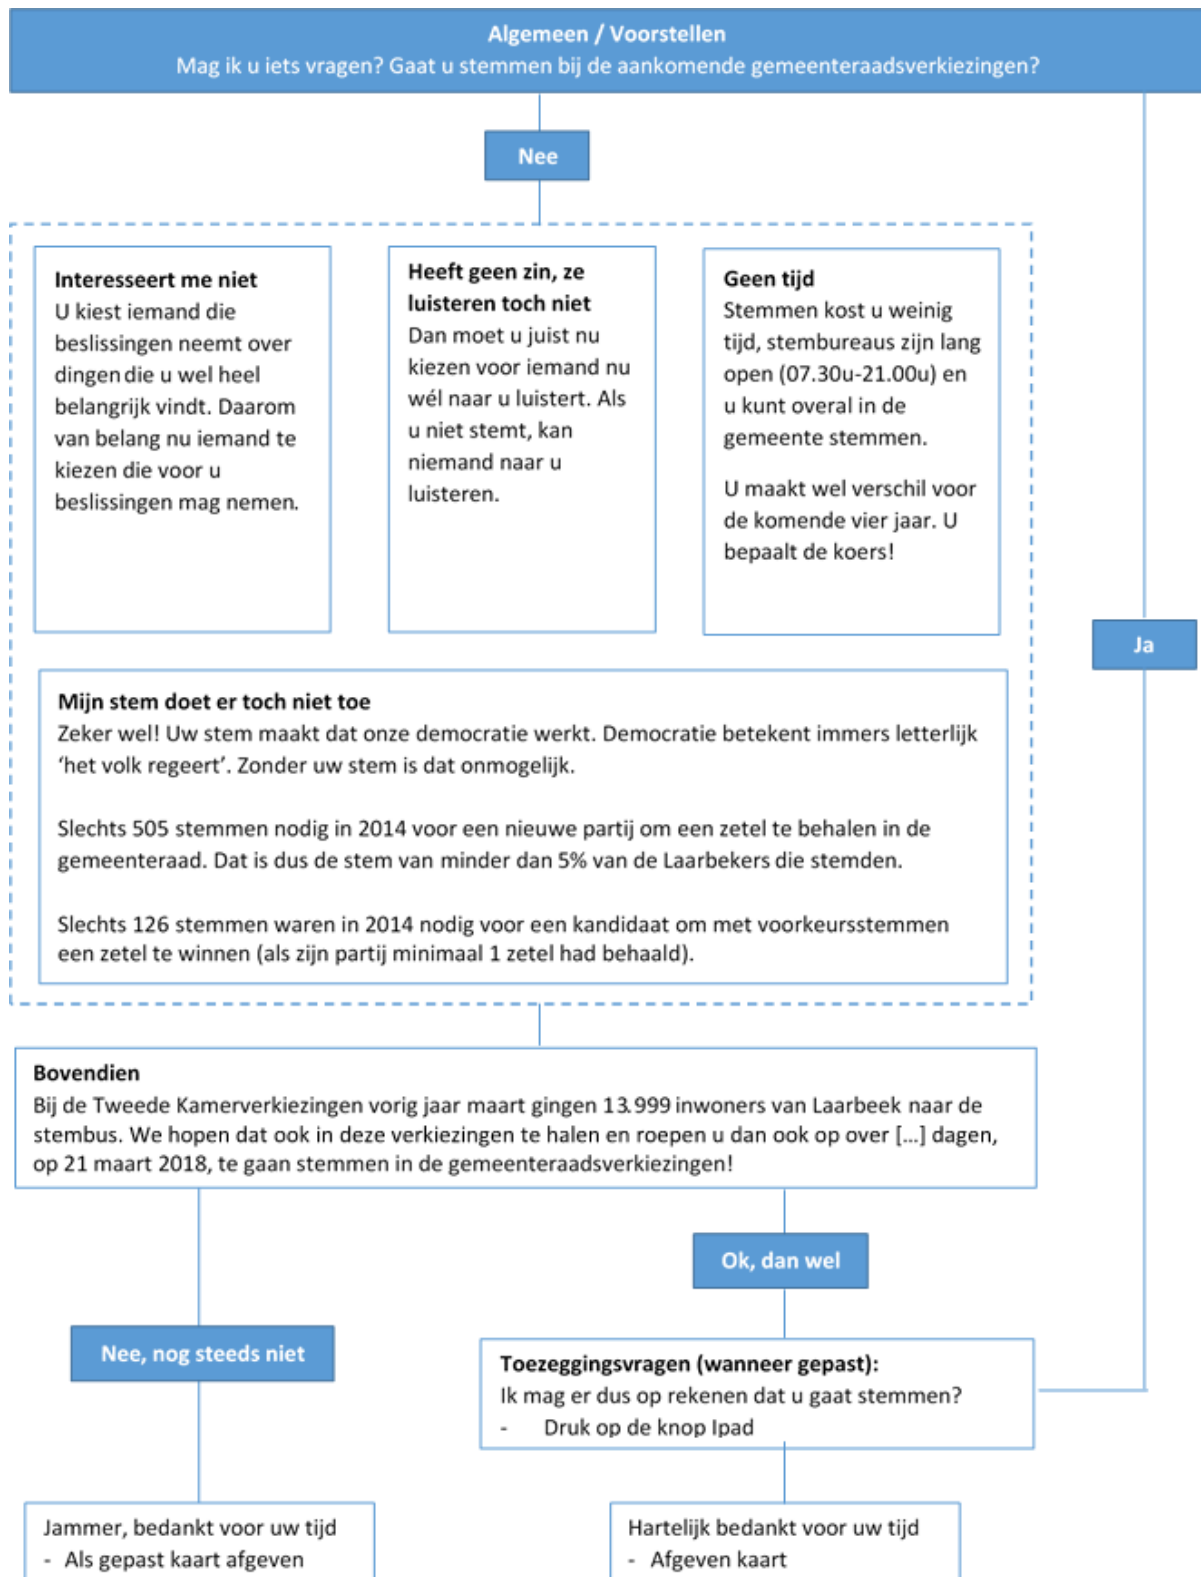 Algemeen / Voorstellen
Mag ik u iets vragen? Gaat u stemmen bij de aankomende gemeenteraadsverkiezingen?
Nee
Interesseert me niet
U kiest iemand die
beslissingen neemt over
dingen die u wel heel
belangrijk vindt. Daarom
van belang nu iemand te
kiezen die voor u
beslissingen mag nemen.
Heeft geen zin, ze
luisteren toch niet
Dan moet u juist nu
kiezen voor iemand nu
wél naar u luistert. Als
u niet stemt, kan
niemand naar u
luisteren.
Geen tijd
Stemmen kost u weinig
tijd, stembureaus zijn lang
open (07.30u-21.00u) en
u kunt overal in de
gemeente stemmen.
U maakt wel verschil voor
de komende vier jaar. U
bepaalt de koers!
Ja
Mijn stem doet er toch niet toe
Zeker wel! Uw stem maakt dat onze democratie werkt. Democratie betekent immers letterlijk
‘het volk regeert’. Zonder uw stem is dat onmogelijk.
Slechts 505 stemmen nodig in 2014 voor een nieuwe partij om een zetel te behalen in de
gemeenteraad. Dat is dus de stem van minder dan 5% van de Laarbekers die stemden.
Slechts 126 stemmen waren in 2014 nodig voor een kandidaat om met voorkeursstemmen
een zetel te winnen (als zijn partij minimaal 1 zetel had behaald).
Bovendien
Bij de Tweede Kamerverkiezingen vorig jaar maart gingen 13.999 inwoners van Laarbeek naar de
stembus. We hopen dat ook in deze verkiezingen te halen en roepen u dan ook op over [...] dagen,
op 21 maart 2018, te gaan stemmen in de gemeenteraadsverkiezingen!
Ok, dan wel
Nee, nog steeds niet
Toezeggingsvragen (wanneer gepast):
Ik mag er dus op rekenen dat u gaat stemmen?
- Druk op de knop Ipad
Jammer, bedankt voor uw tijd
- Als gepast kaart afgeven
Hartelijk bedankt voor uw tijd
- Afgeven kaart